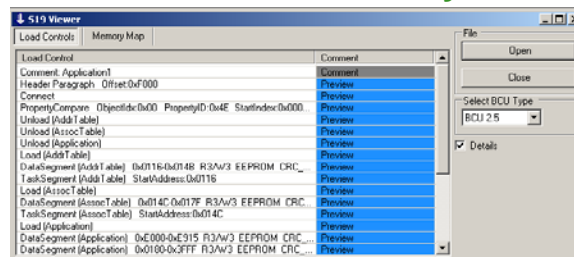 S19 Viewer
Load Controls Memory Map
Load Control Comment
Comment: Application1 Comment
Header Paragraph Offset:0xF000 Preview
Connect Preview
PropertyCompare ObjectIdx:0x00 PropertyID:0x4E StartIndex:0x000... Preview
Unload (AddrTable) Preview
Unload (AssocTable) Preview
Unload (Application) Preview
Load (AddrTable) Preview
DataSegment (AddrTable) 0x0116-0x014B R3/W3 EEPROM CRC_... Preview
TaskSegment (AddrTable) StartAddress:0x0116 Preview
Load (AssocTable) Preview
DataSegment (AssocTable) 0x014C-0x017F R3/W3 EEPROM CRC... Preview
TaskSegment (AssocTable) StartAddress:0x014C Preview
Load (Application) Preview
DataSegment (Application) 0xE000-0xE915 R3/W3 EEPROM CRC_... Preview
DataSegment (Application) 0x0180-0x3FFF R3/W3 EEPROM CRC_... Preview
File
Open
Close
Select BCU Type
BCU 2.5
Details